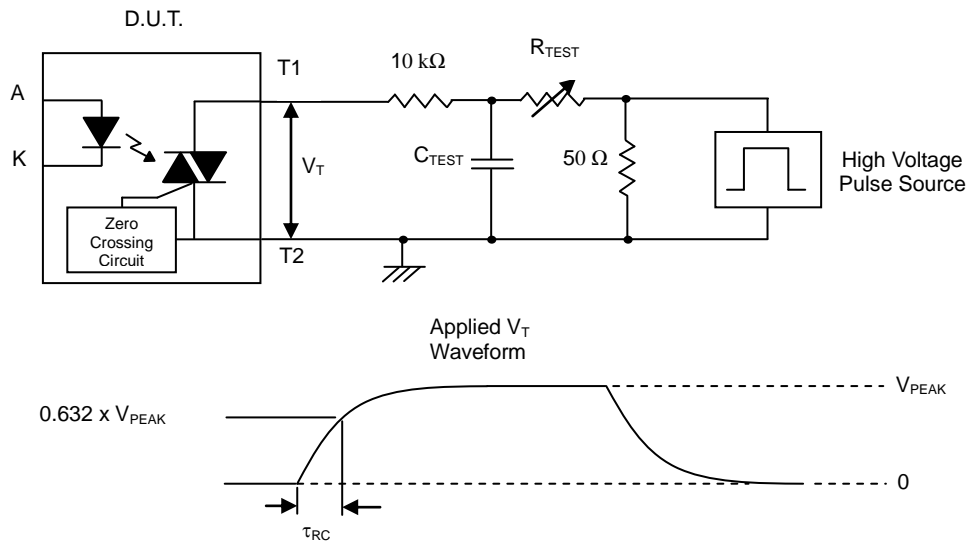 D.U.T.
A
K
Zero
Crossing
Circuit
T1
V_T
T2
10 kΩ
C_TEST
R_TEST
50 Ω
High Voltage
Pulse Source
Applied V_T
Waveform
0.632 x V_PEAK
V_PEAK
0
τ_RC